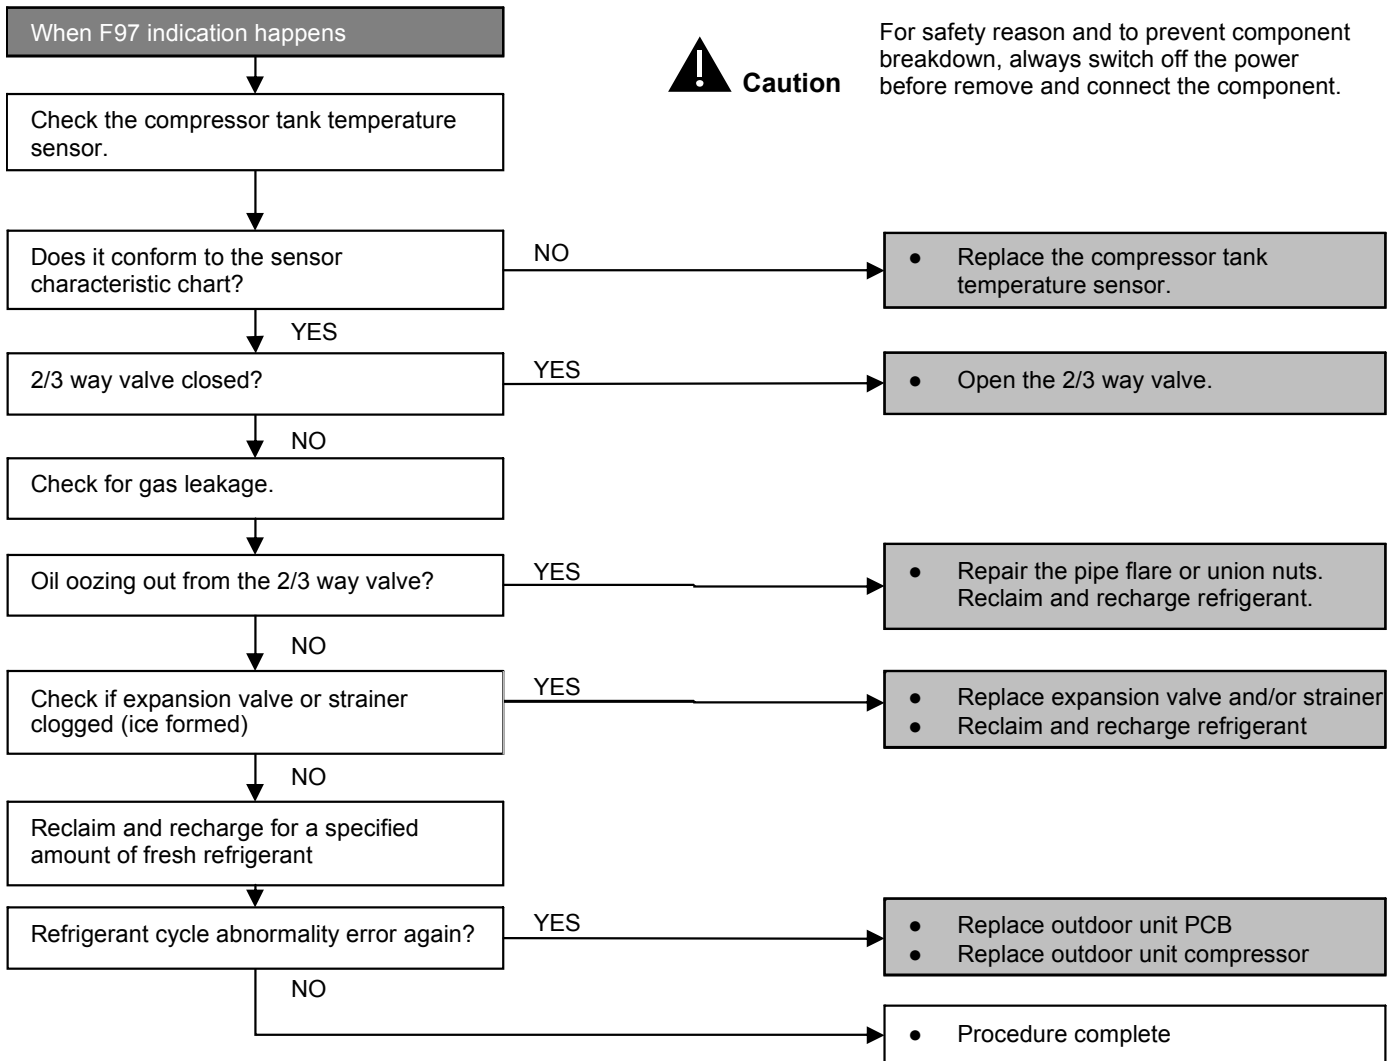 When F97 indication happens
Caution
For safety reason and to prevent component
breakdown, always switch off the power
before remove and connect the component.
Check the compressor tank temperature
sensor.
Does it conform to the sensor
characteristic chart?
NO
● Replace the compressor tank
temperature sensor.
YES
2/3 way valve closed?
YES
● Open the 2/3 way valve.
NO
Check for gas leakage.
Oil oozing out from the 2/3 way valve?
YES
● Repair the pipe flare or union nuts.
Reclaim and recharge refrigerant.
NO
Check if expansion valve or strainer
clogged (ice formed)
YES
● Replace expansion valve and/or strainer
● Reclaim and recharge refrigerant
NO
Reclaim and recharge for a specified
amount of fresh refrigerant
Refrigerant cycle abnormality error again?
YES
● Replace outdoor unit PCB
● Replace outdoor unit compressor
NO
● Procedure complete